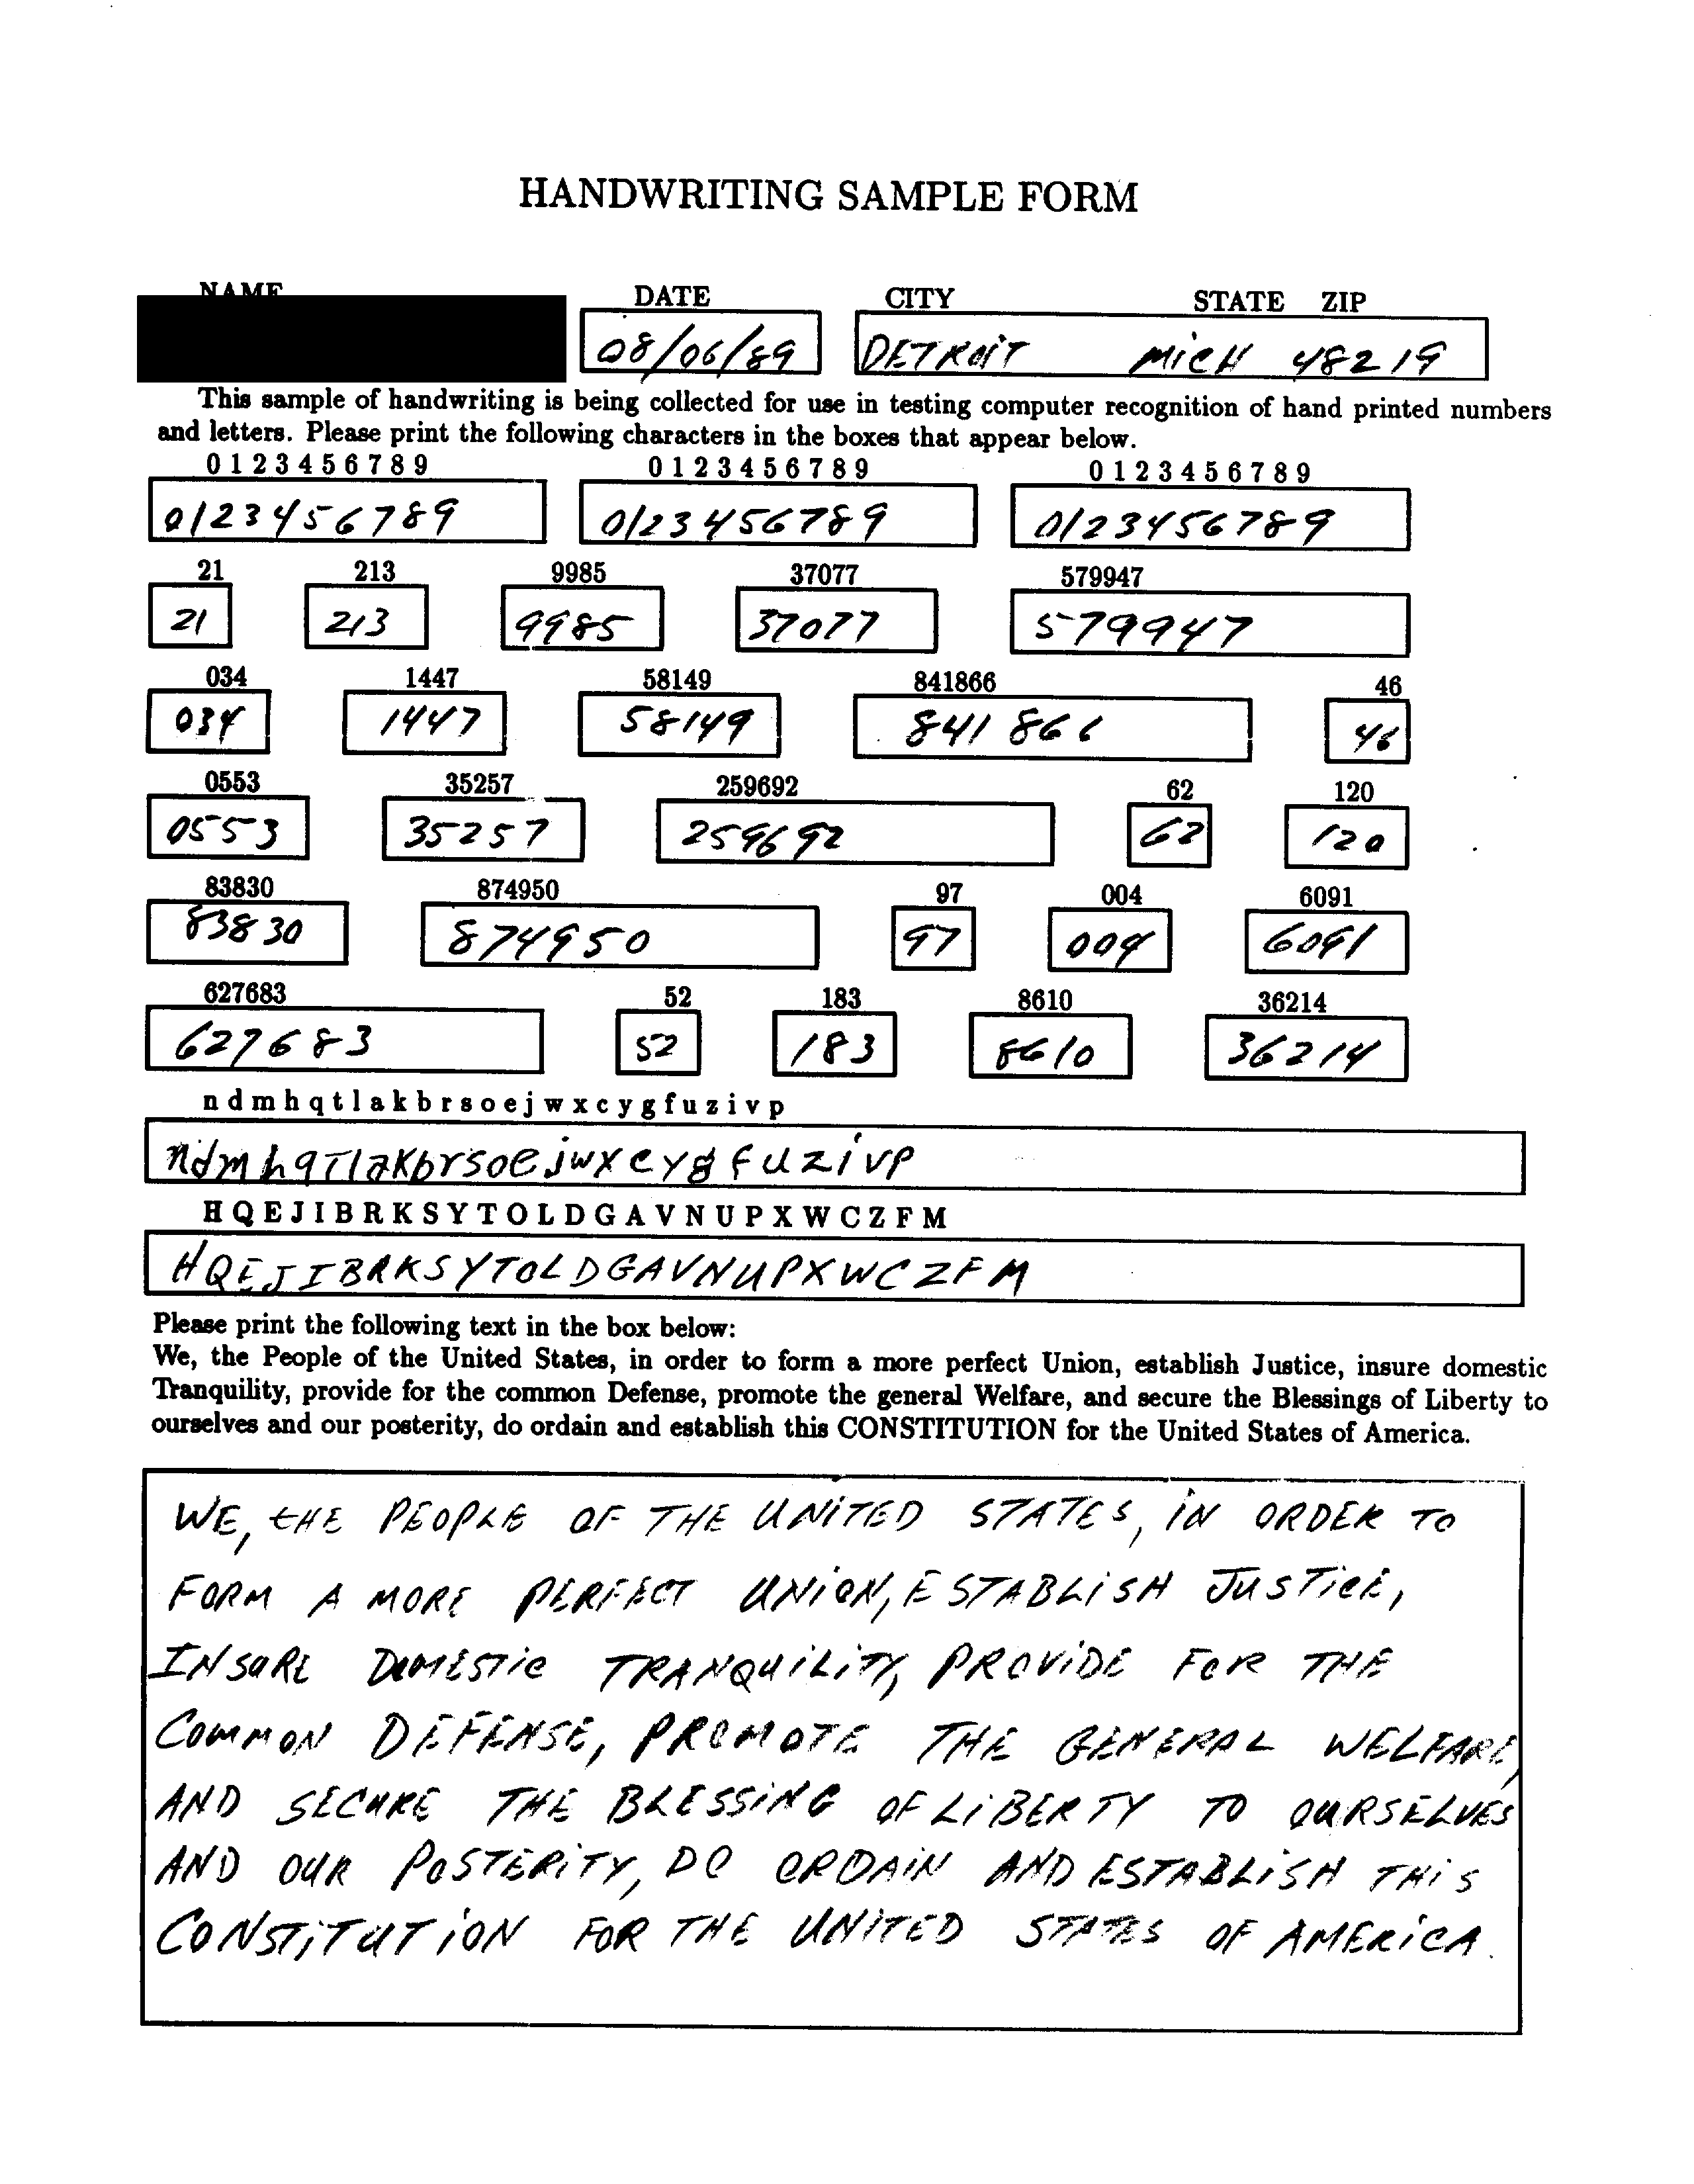 HANDWRITING SAMPLE FORM
NAME DATE CITY STATE ZIP
08/06/89 DETROIT MICH 48219
This sample of handwriting is being collected for use in testing computer recognition of hand printed numbers
and letters. Please print the following characters in the boxes that appear below.
0 1 2 3 4 5 6 7 8 9 0 1 2 3 4 5 6 7 8 9 0 1 2 3 4 5 6 7 8 9
0123456789 0123456789 0123456789
21 213 9985 37077 579947
21 213 9985 37077 579947
034 1447 58149 841866 46
034 1447 58149 841866 46
0553 35257 259692 62 120
0553 35257 259692 62 120
83830 874950 97 004 6091
83830 874950 97 004 6091
627683 52 183 8610 36214
627683 52 183 8610 36214
n d m h q t l a k b r s o e j w x c y g f u z i v p
ndmhqTlaKbrsoejwxcygfuzivp
H Q E J I B R K S Y T O L D G A V N U P X W C Z F M
HQEJIBRKSYTOLDGAVNUPXWCZFM
Please print the following text in the box below:
We, the People of the United States, in order to form a more perfect Union, establish Justice, insure domestic
Tranquility, provide for the common Defense, promote the general Welfare, and secure the Blessings of Liberty to
ourselves and our posterity, do ordain and establish this CONSTITUTION for the United States of America.
WE, tHE PEOPLE OF THE UNiTED STATES, iN ORDER TO
FORM A MORE PERFECT UNiON, ESTABLiSH JUSTiCE,
INSURE DOMESTiC TRANQUiLiTY, PROViDE FOR THE
COMMON DEFENSE, PROMOTE THE GENERAL WELFARE,
AND SECURE THE BLESSiNG OF LiBERTY TO OURSELVES
AND OUR POSTERiTY, DO ORDAiN AND ESTABLiSH THiS
CONSTiTUTiON FOR THE UNiTED STATES OF AMERiCA.